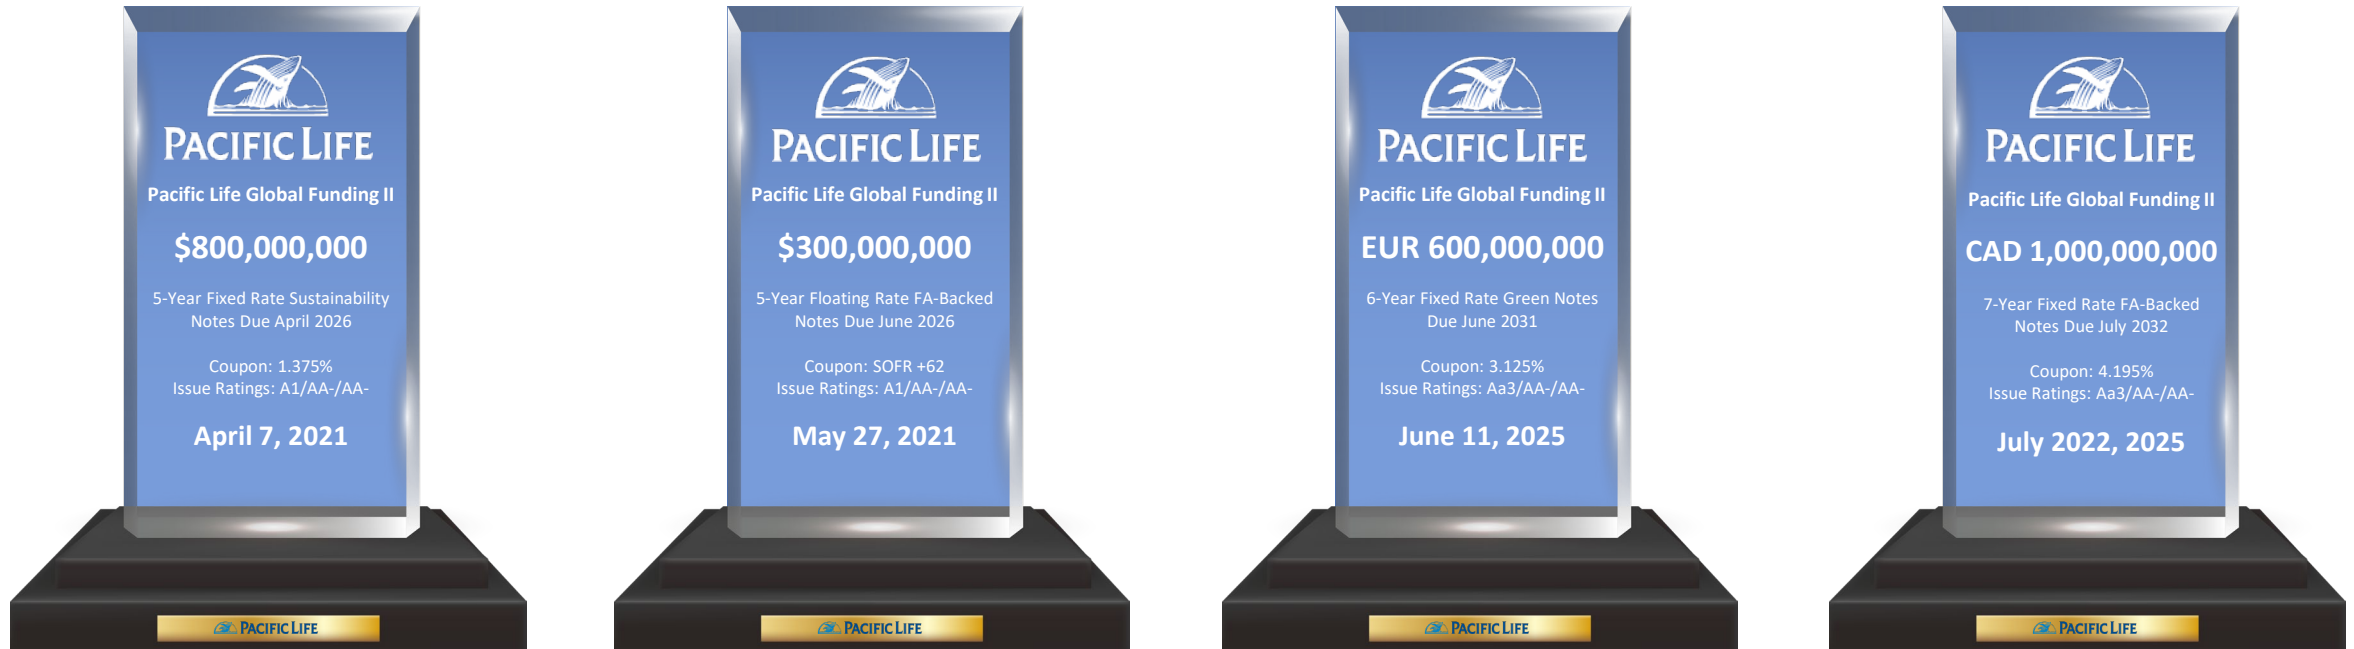 PACIFIC LIFE
Pacific Life Global Funding II
$800,000,000
5-Year Fixed Rate Sustainability
Notes Due April 2026
Coupon: 1.375%
Issue Ratings: A1/AA-/AA-
April 7, 2021
PACIFIC LIFE
PACIFIC LIFE
Pacific Life Global Funding II
$300,000,000
5-Year Floating Rate FA-Backed
Notes Due June 2026
Coupon: SOFR +62
Issue Ratings: A1/AA-/AA-
May 27, 2021
PACIFIC LIFE
PACIFIC LIFE
Pacific Life Global Funding II
EUR 600,000,000
6-Year Fixed Rate Green Notes
Due June 2031
Coupon: 3.125%
Issue Ratings: Aa3/AA-/AA-
June 11, 2025
PACIFIC LIFE
PACIFIC LIFE
Pacific Life Global Funding II
CAD 1,000,000,000
7-Year Fixed Rate FA-Backed
Notes Due July 2032
Coupon: 4.195%
Issue Ratings: Aa3/AA-/AA-
July 2022, 2025
PACIFIC LIFE